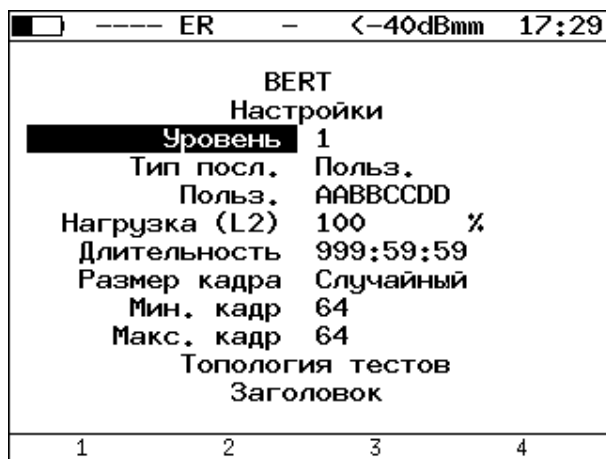 ---- ER - <-40dBmm 17:29
BERT
Настройки
Уровень 1
Тип посл. Польз.
Польз. AABBCCDD
Нагрузка (L2) 100 %
Длительность 999:59:59
Размер кадра Случайный
Мин. кадр 64
Макс. кадр 64
Топология тестов
Заголовок
1 2 3 4